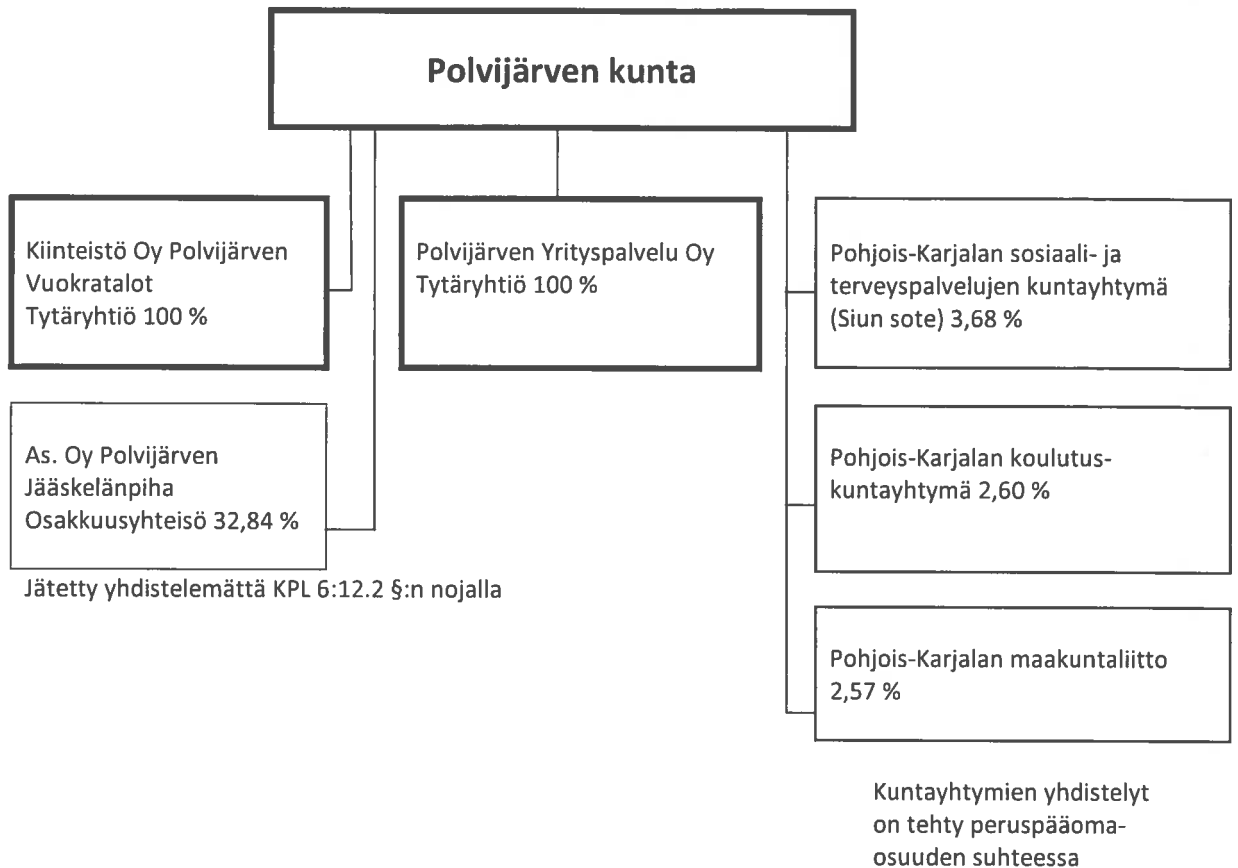 Polvijärven kunta
Kiinteistö Oy Polvijärven
Vuokratalot
Tytäryhtiö 100 %
Polvijärven Yrityspalvelu Oy
Tytäryhtiö 100 %
Pohjois-Karjalan sosiaali- ja
terveyspalvelujen kuntayhtymä
(Siun sote) 3,68 %
As. Oy Polvijärven
Jääskelänpiha
Osakkuusyhteisö 32,84 %
Jätetty yhdistelemättä KPL 6:12.2 §:n nojalla
Pohjois-Karjalan koulutus-
kuntayhtymä 2,60 %
Pohjois-Karjalan maakuntaliitto
2,57 %
Kuntayhtymien yhdistelyt
on tehty peruspääoma-
osuuden suhteessa